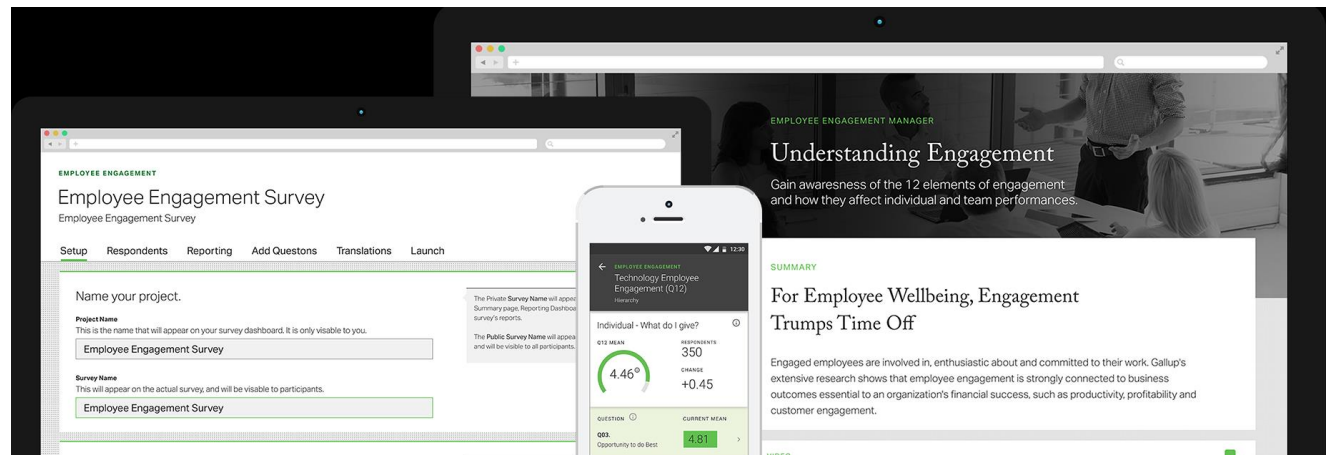 EMPLOYEE ENGAGEMENT
Employee Engagement Survey
Employee Engagement Survey
Setup Respondents Reporting Add Questons Translations Launch
Name your project.
Project Name
This is the name that will appear on your survey dashboard. It is only visable to you.
Employee Engagement Survey
Survey Name
This will appear on the actual survey, and will be visable to participants.
Employee Engagement Survey
The Private Survey Name will appea
Summary page, Reporting Dashboa
survey's reports.
The Public Survey Name will appea
and will be visible to all participants.
12:30
EMPLOYEE ENGAGEMENT
Technology Employee
Engagement (Q12)
Hierarchy
Individual - What do I give?
Q12 MEAN
4.46
RESPONDENTS
350
CHANGE
+0.45
QUESTION CURRENT MEAN
Q03.
Opportunity to do Best
4.81
EMPLOYEE ENGAGEMENT MANAGER
Understanding Engagement
Gain awaresness of the 12 elements of engagement
and how they affect individual and team performances.
SUMMARY
For Employee Wellbeing, Engagement
Trumps Time Off
Engaged employees are involved in, enthusiastic about and committed to their work. Gallup's
extensive research shows that employee engagement is strongly connected to business
outcomes essential to an organization's financial success, such as productivity, profitability and
customer engagement.